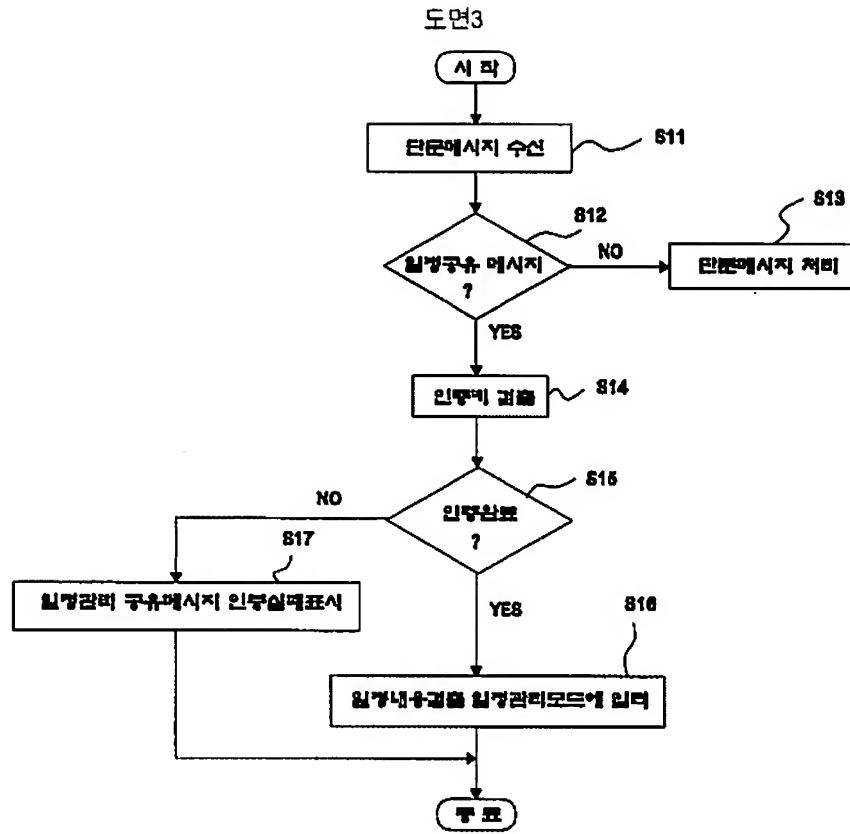 도면3
시 작
단문메시지 수신
S11
S12
일정공유 메시지
?
NO
S13
단문메시지 처리
YES
인증키 검출
S14
S15
인증완료
?
NO
S17
일정관리 공유메시지 인증실패표시
YES
S16
일정내용검출 일정관리모드에 입력
종 료